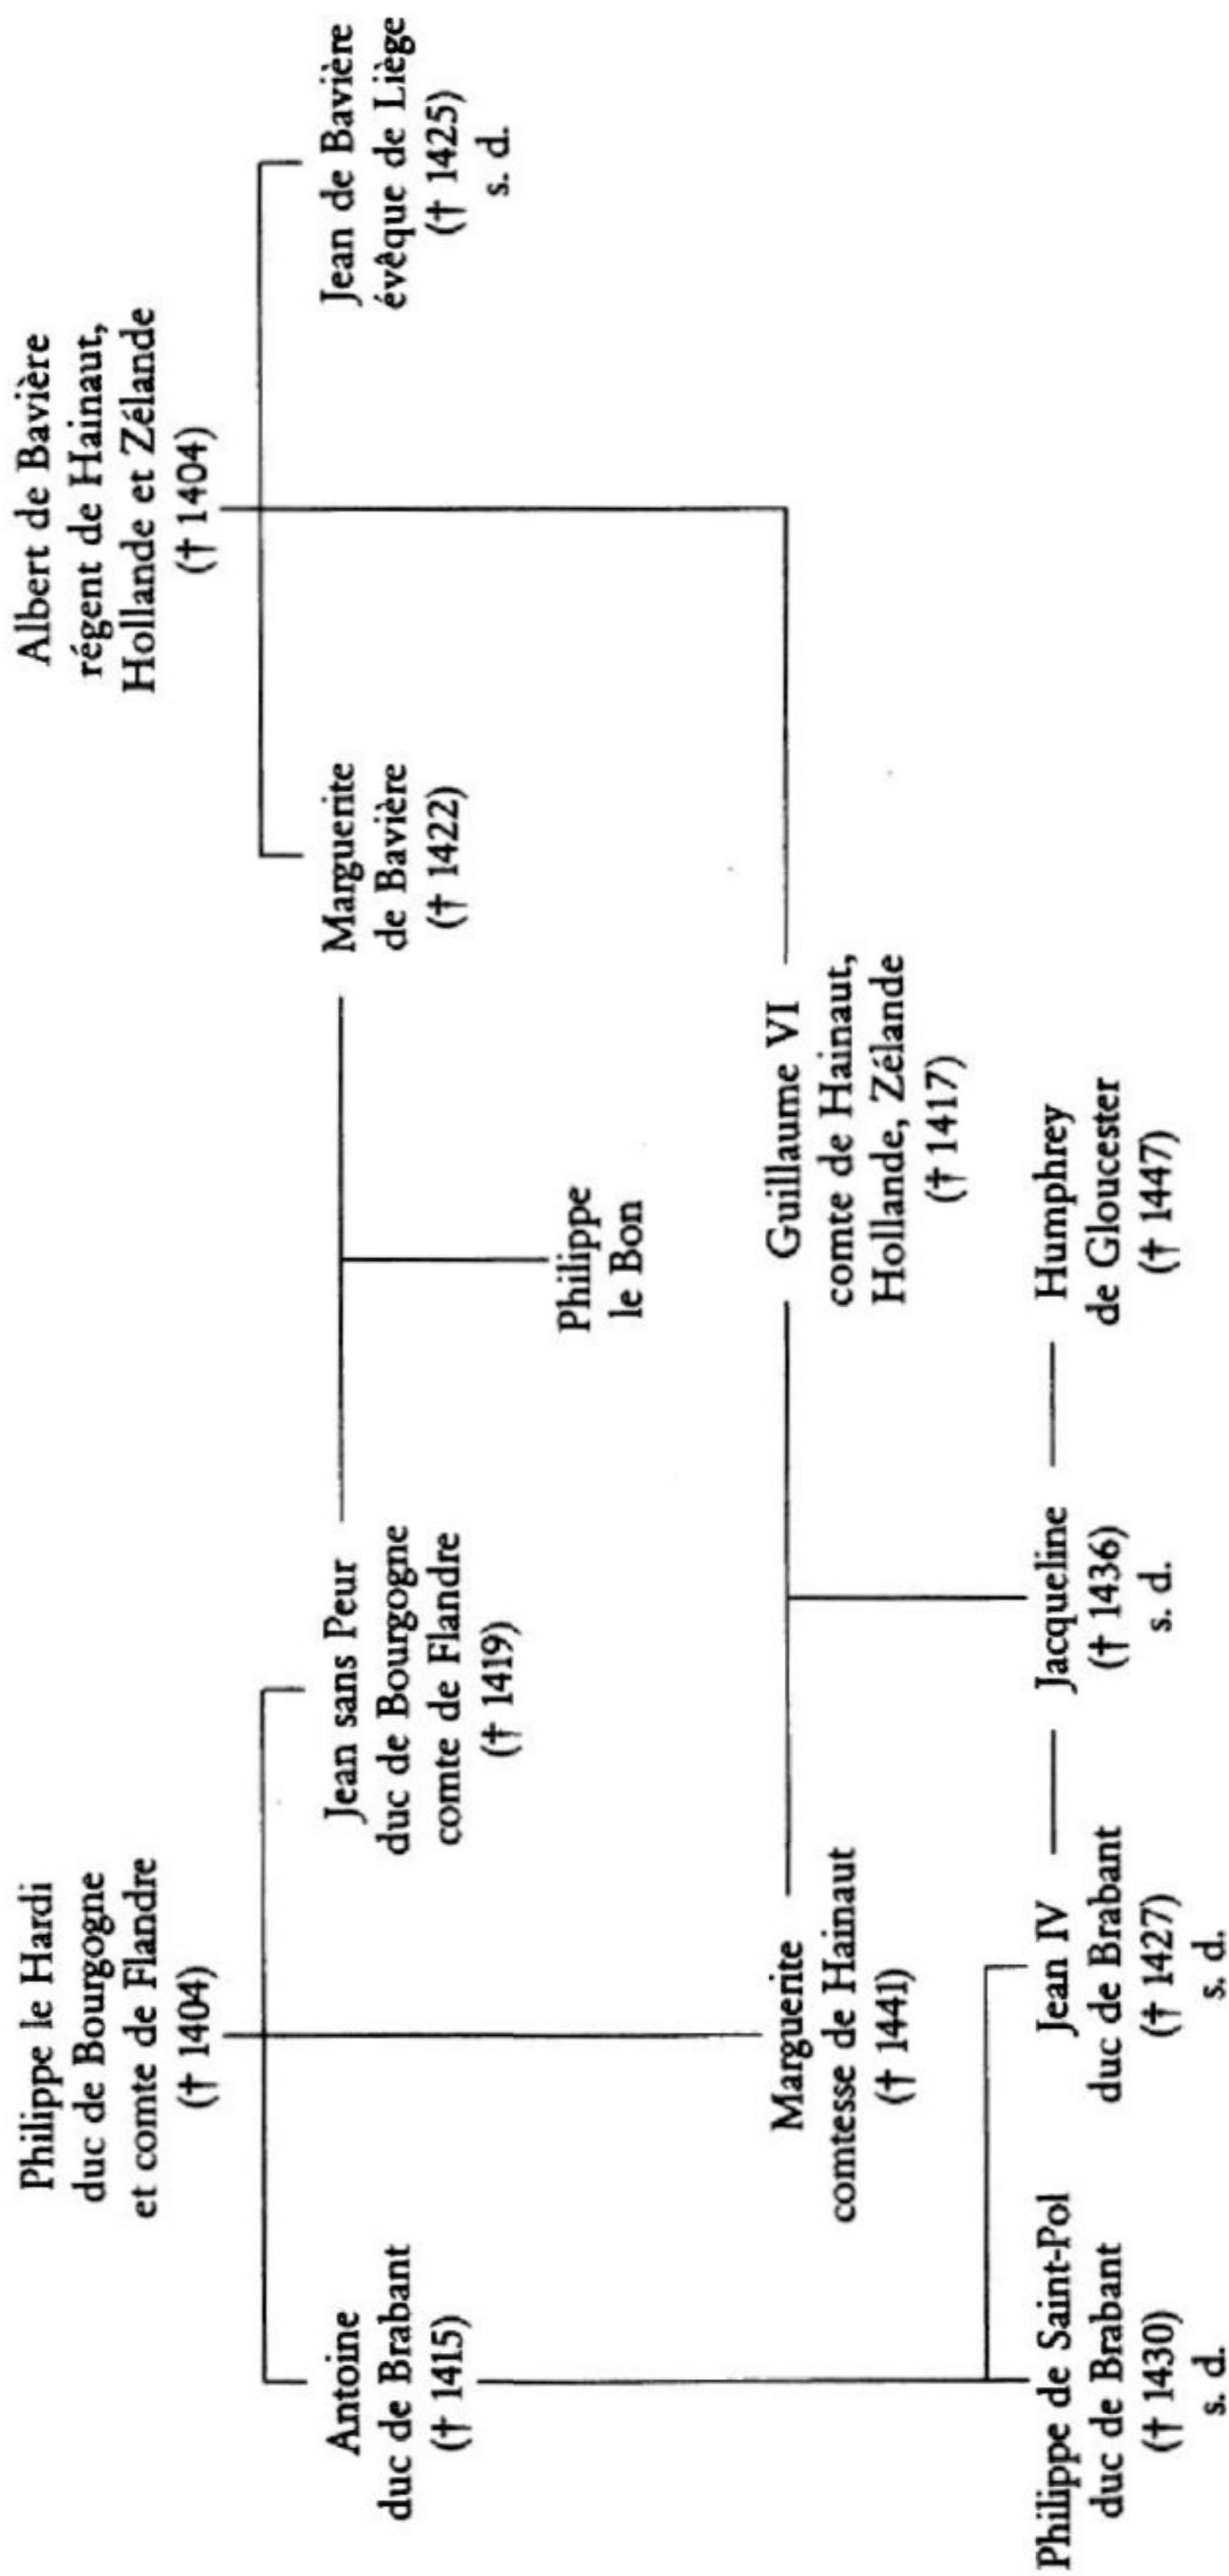 Philippe le Hardi
duc de Bourgogne
et comte de Flandre
(† 1404)
Albert de Bavière
régent de Hainaut,
Hollande et Zélande
(† 1404)
Antoine
duc de Brabant
(† 1415)
Jean sans Peur
duc de Bourgogne
comte de Flandre
(† 1419)
Marguerite
de Bavière
(† 1422)
Jean de Bavière
évêque de Liège
(† 1425)
s. d.
Philippe
le Bon
Marguerite
comtesse de Hainaut
(† 1441)
Guillaume VI
comte de Hainaut,
Hollande, Zélande
(† 1417)
Philippe de Saint-Pol
duc de Brabant
(† 1430)
s. d.
Jean IV
duc de Brabant
(† 1427)
s. d.
Jacqueline
(† 1436)
s. d.
Humphrey
de Gloucester
(† 1447)